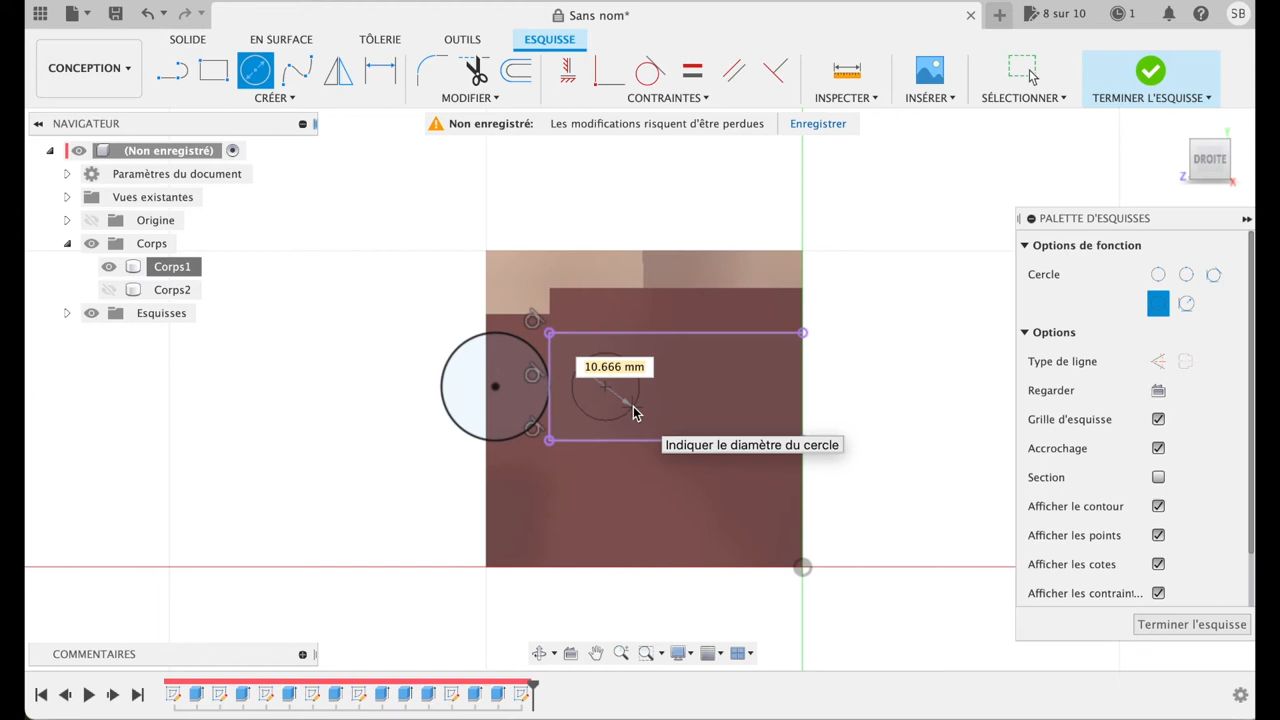 Sans nom*
8 sur 10
1
SB
SOLIDE
EN SURFACE
TÔLERIE
OUTILS
ESQUISSE
CONCEPTION
CRÉER
MODIFIER
CONTRAINTES
INSPECTER
INSÉRER
SÉLECTIONNER
TERMINER L'ESQUISSE
NAVIGATEUR
Non enregistré: Les modifications risquent d'être perdues Enregistrer
(Non enregistré)
Paramètres du document
Vues existantes
Origine
Corps
Corps1
Corps2
Esquisses
Y
DROITE
Z
X
10.666 mm
Indiquer le diamètre du cercle
PALETTE D'ESQUISSES
Options de fonction
Cercle
Options
Type de ligne
Regarder
Grille d'esquisse
Accrochage
Section
Afficher le contour
Afficher les points
Afficher les cotes
Afficher les contraint...
Terminer l'esquisse
COMMENTAIRES